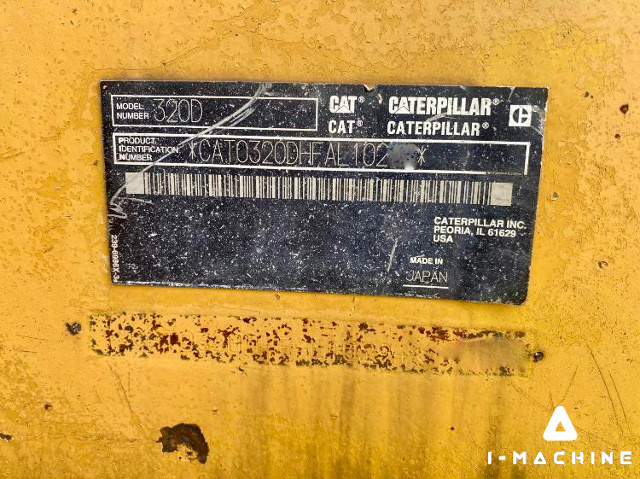 MODEL NUMBER 320D
CAT CATERPILLAR
CAT CATERPILLAR
PRODUCT IDENTIFICATION NUMBER *CAT0320DHFAL102 *
CATERPILLAR INC.
PEORIA, IL 61629
USA
MADE IN
JAPAN
I-MACHINE